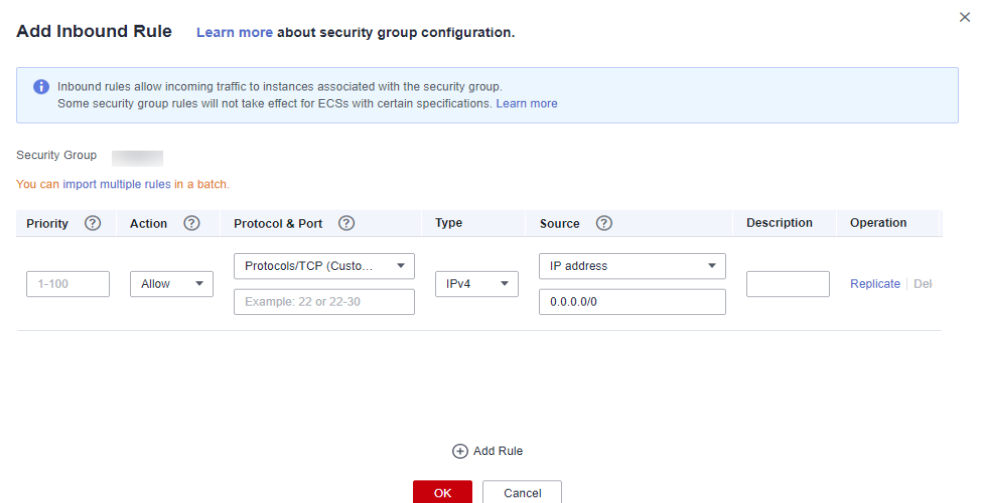 Add Inbound Rule Learn more about security group configuration.
Inbound rules allow incoming traffic to instances associated with the security group.
Some security group rules will not take effect for ECSs with certain specifications. Learn more
Security Group
You can import multiple rules in a batch.
Priority ? Action ? Protocol & Port ? Type Source ? Description Operation
Protocols/TCP (Custo... IP address
1-100 Allow IPv4 Replicate Del
Example: 22 or 22-30 0.0.0.0/0
Add Rule
OK Cancel